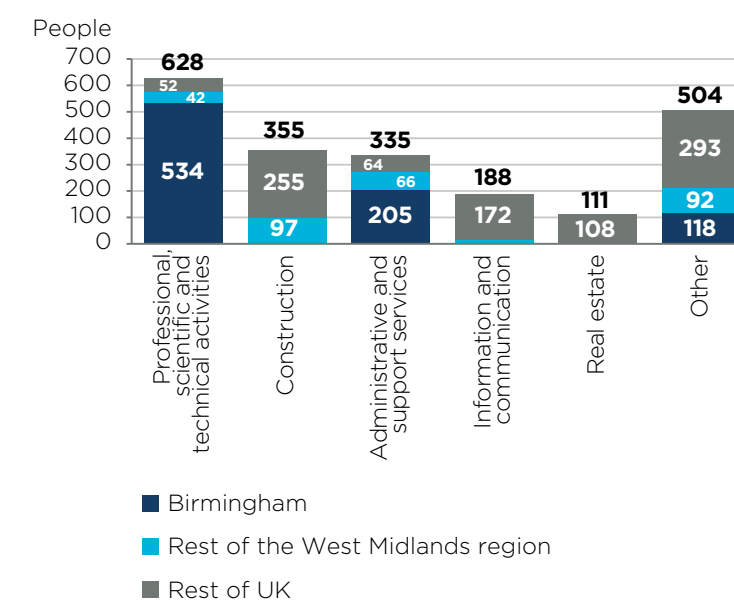 People
700
600
500
400
300
200
100
0
628
52
42
534
355
255
97
335
64
66
205
188
172
111
108
504
293
92
118
Professional,
scientific and
technical activities
Construction
Administrative and
support services
Information and
communication
Real estate
Other
Birmingham
Rest of the West Midlands region
Rest of UK